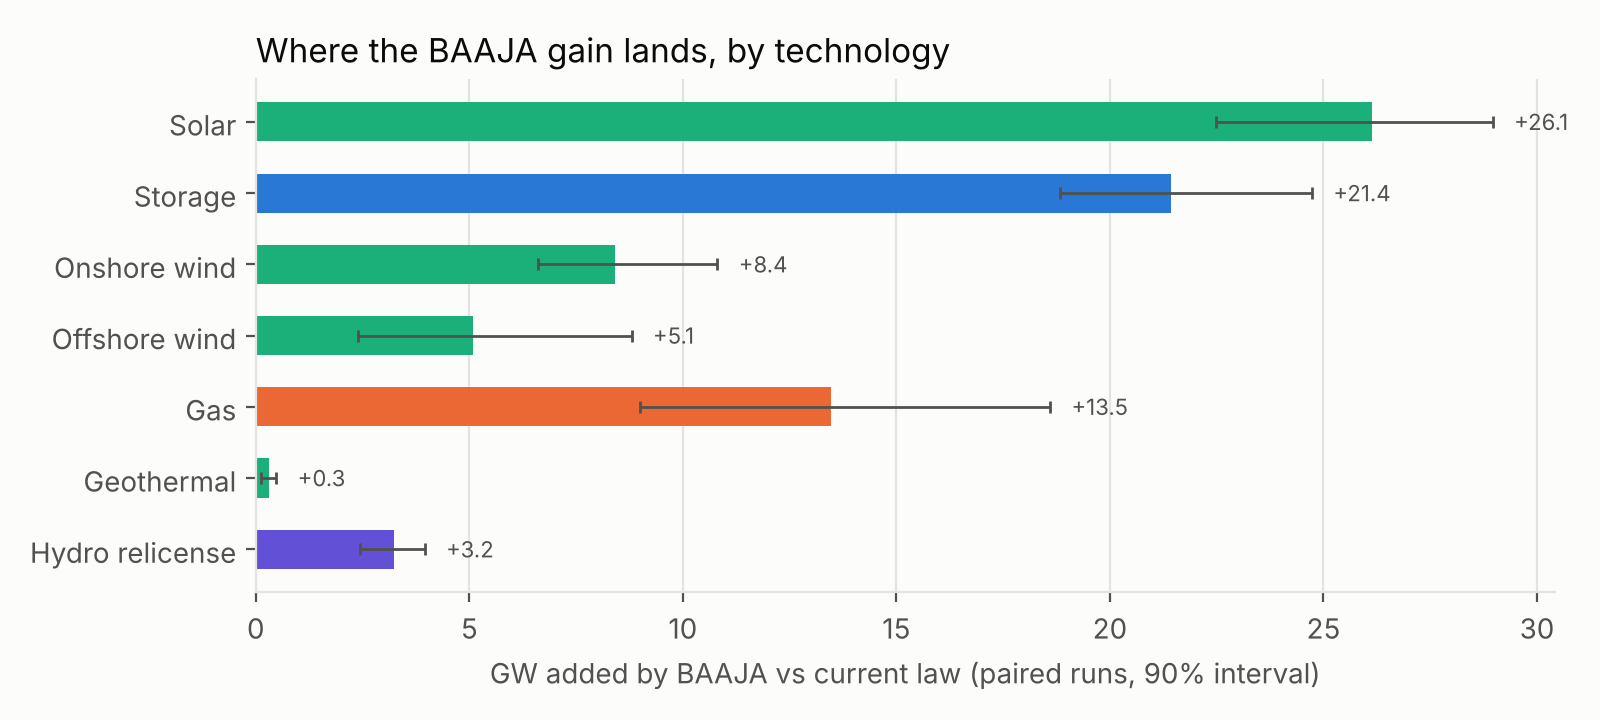 Where the BAAJA gain lands, by technology
Solar
+26.1
Storage
+21.4
Onshore wind
+8.4
Offshore wind
+5.1
Gas
+13.5
Geothermal
+0.3
Hydro relicense
+3.2
0 5 10 15 20 25 30
GW added by BAAJA vs current law (paired runs, 90% interval)